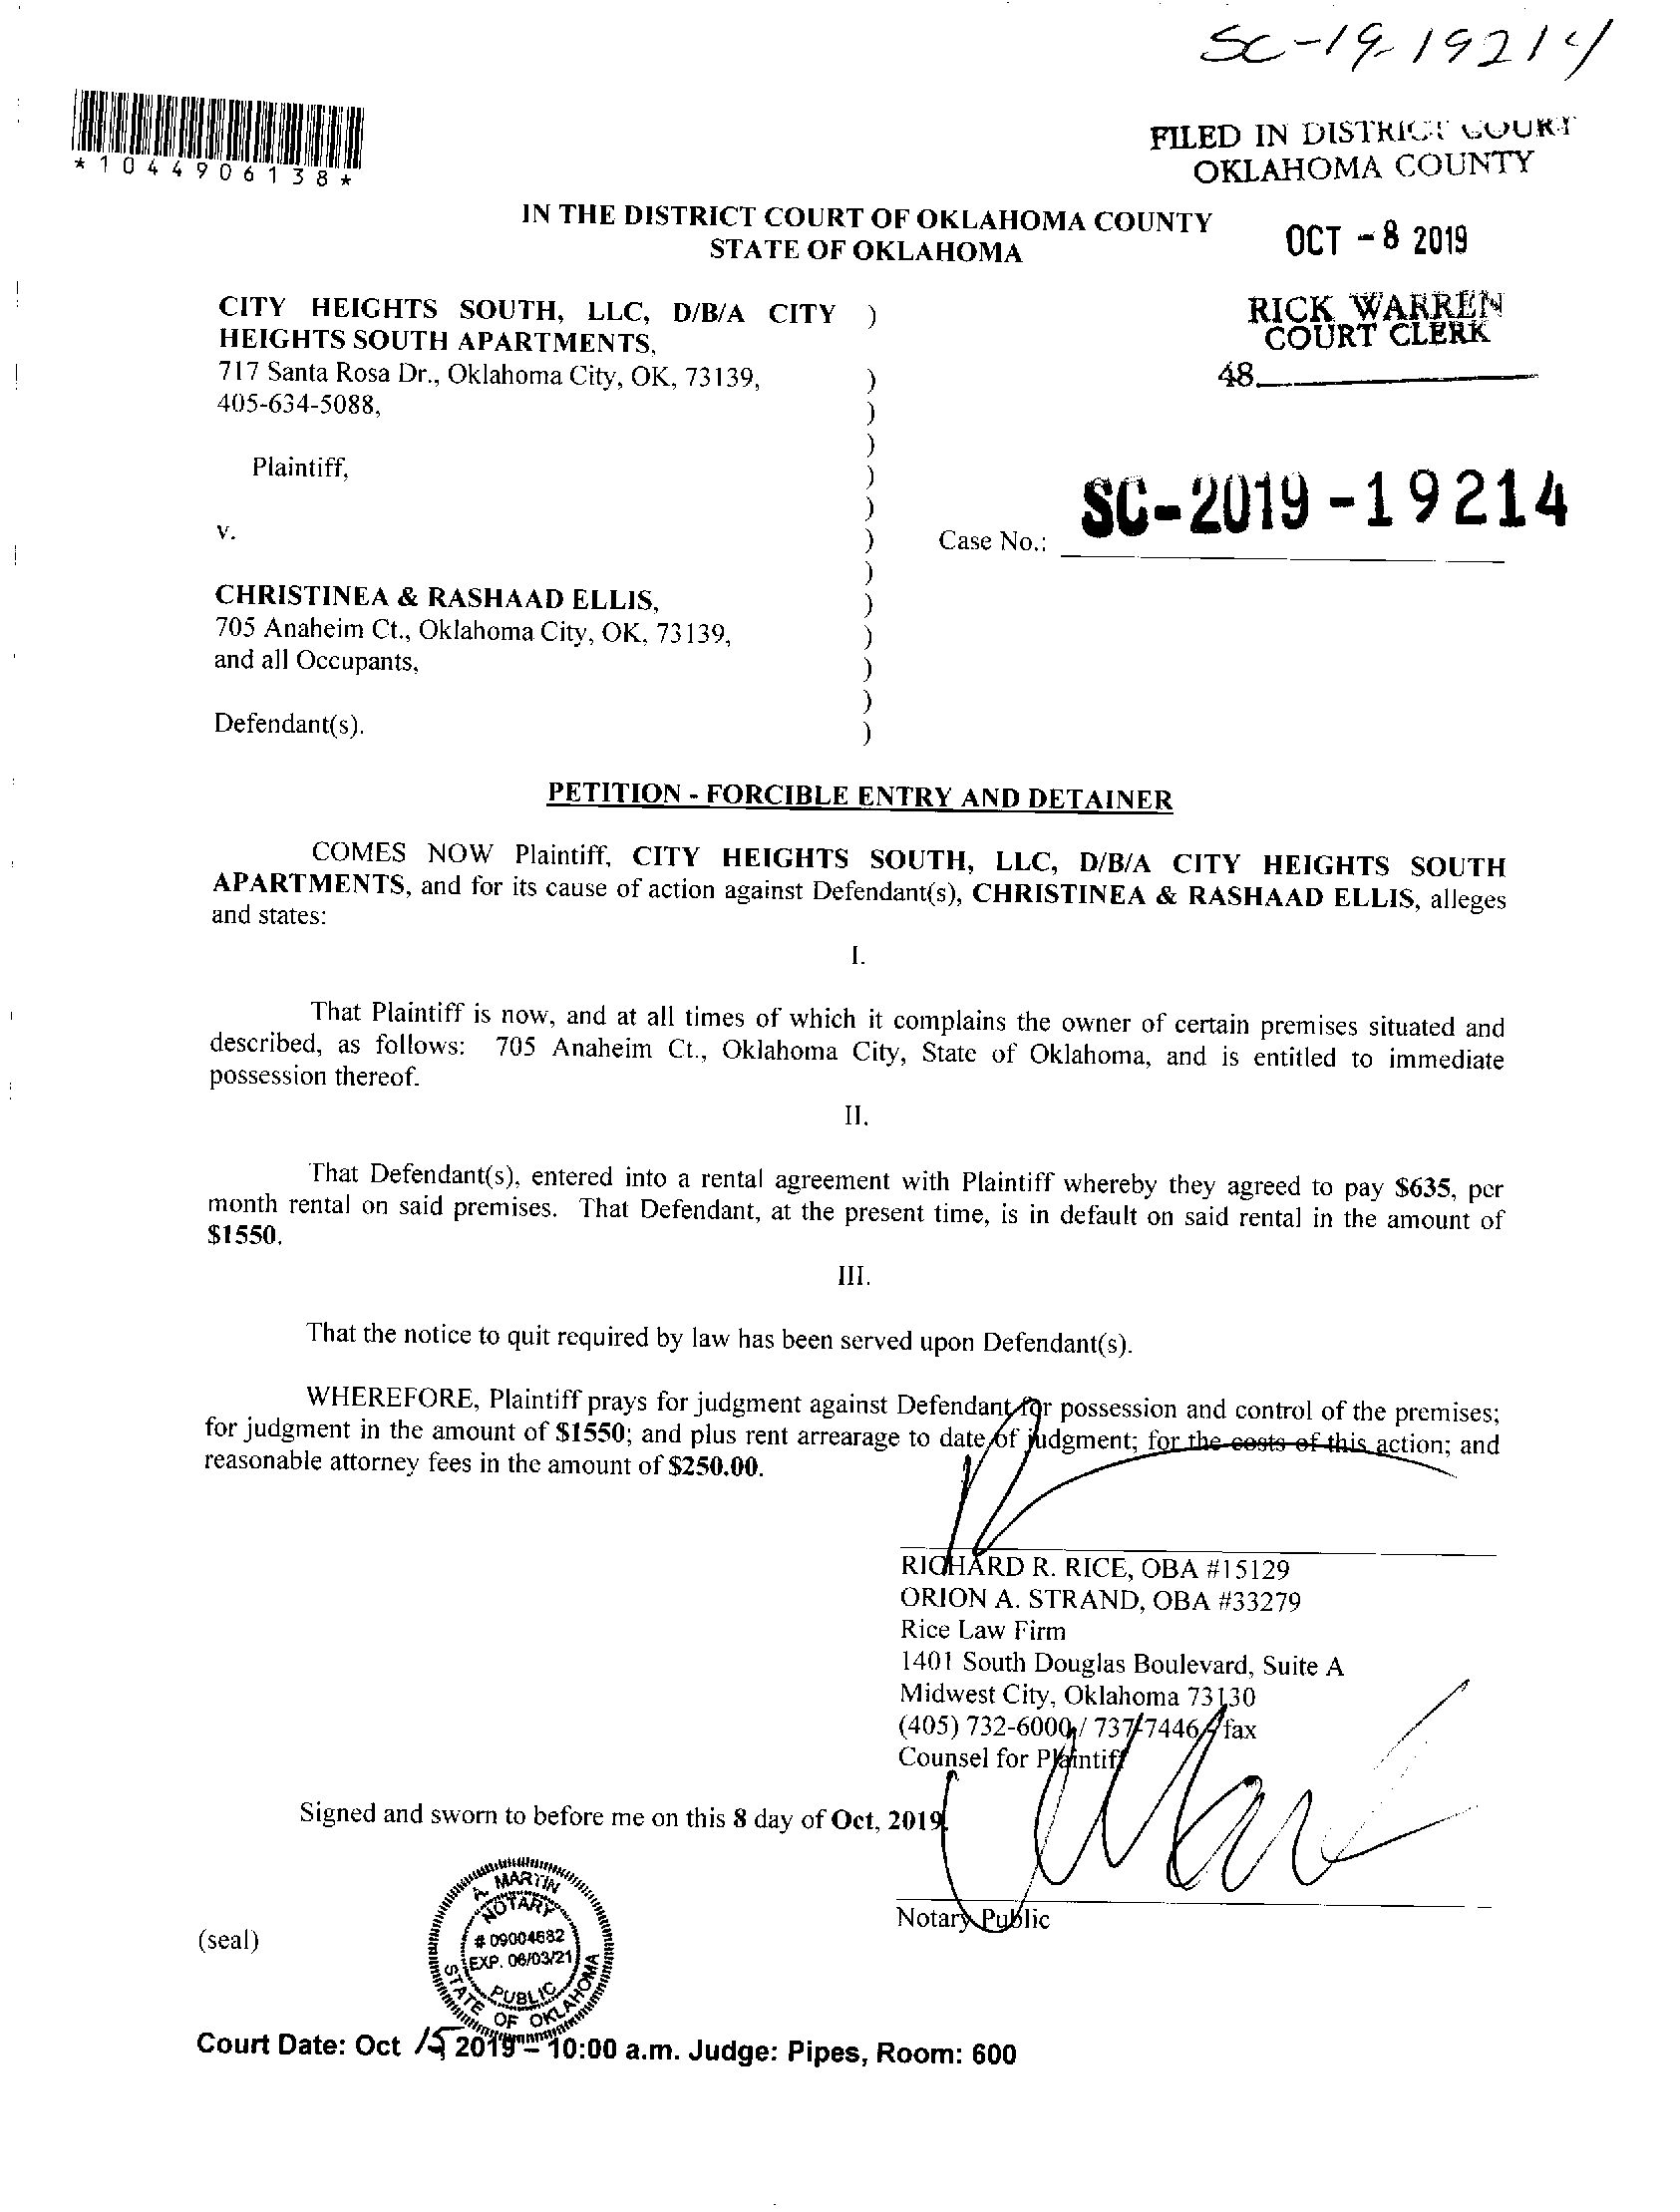 SC-19-19214
*1044906138*
FILED IN DISTRICT COURT
OKLAHOMA COUNTY
IN THE DISTRICT COURT OF OKLAHOMA COUNTY
STATE OF OKLAHOMA
OCT - 8 2019
RICK WARREN
COURT CLERK
48
CITY HEIGHTS SOUTH, LLC, D/B/A CITY )
HEIGHTS SOUTH APARTMENTS,
717 Santa Rosa Dr., Oklahoma City, OK, 73139, )
405-634-5088, )
)
Plaintiff, )
)
v. )
Case No.: SC-2019-19214
)
CHRISTINEA & RASHAAD ELLIS, )
705 Anaheim Ct., Oklahoma City, OK, 73139, )
and all Occupants, )
)
Defendant(s). )
PETITION - FORCIBLE ENTRY AND DETAINER
COMES NOW Plaintiff, CITY HEIGHTS SOUTH, LLC, D/B/A CITY HEIGHTS SOUTH
APARTMENTS, and for its cause of action against Defendant(s), CHRISTINEA & RASHAAD ELLIS, alleges
and states:
I.
That Plaintiff is now, and at all times of which it complains the owner of certain premises situated and
described, as follows: 705 Anaheim Ct., Oklahoma City, State of Oklahoma, and is entitled to immediate
possession thereof.
II.
That Defendant(s), entered into a rental agreement with Plaintiff whereby they agreed to pay $635, per
month rental on said premises. That Defendant, at the present time, is in default on said rental in the amount of
$1550.
III.
That the notice to quit required by law has been served upon Defendant(s).
WHEREFORE, Plaintiff prays for judgment against Defendant for possession and control of the premises;
for judgment in the amount of $1550; and plus rent arrearage to date of judgment; for the costs of this action; and
reasonable attorney fees in the amount of $250.00.
RICHARD R. RICE, OBA #15129
ORION A. STRAND, OBA #33279
Rice Law Firm
1401 South Douglas Boulevard, Suite A
Midwest City, Oklahoma 73130
(405) 732-6000 / 737-7446 fax
Counsel for Plaintiff
Signed and sworn to before me on this 8 day of Oct, 2019.
Notary Public
(seal)
A. MARTIN
NOTARY
# 09004682
EXP. 06/03/21
PUBLIC
STATE OF OKLAHOMA
Court Date: Oct 15 2019 – 10:00 a.m. Judge: Pipes, Room: 600